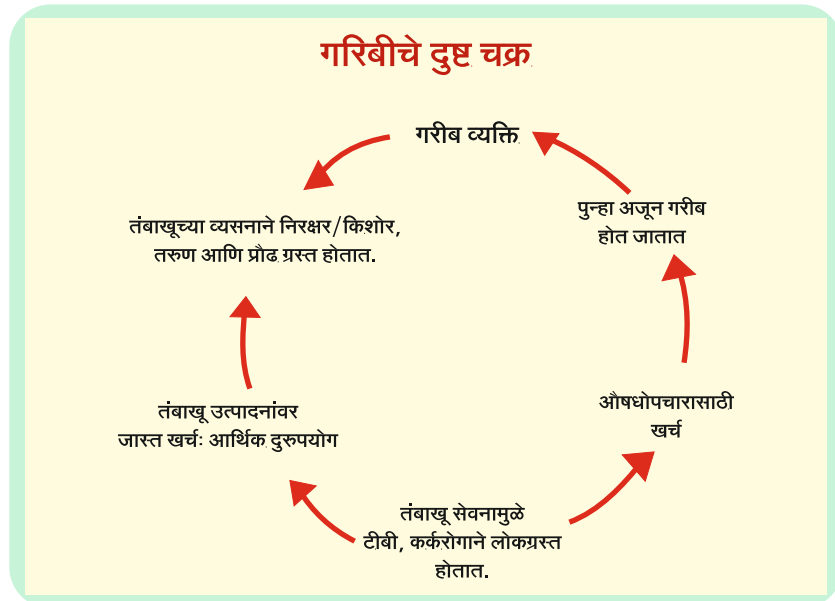 गरिबीचे दुष्ट चक्र
गरीब व्यक्ति
तंबाखूच्या व्यसनाने निरक्षर/किशोर,
तरुण आणि प्रौढ ग्रस्त होतात.
तंबाखू उत्पादनांवर
जास्त खर्चः आर्थिक दुरुपयोग
तंबाखू सेवनामुळे
टीबी, कर्करोगाने लोकग्रस्त
होतात.
औषधोपचारासाठी
खर्च
पुन्हा अजून गरीब
होत जातात